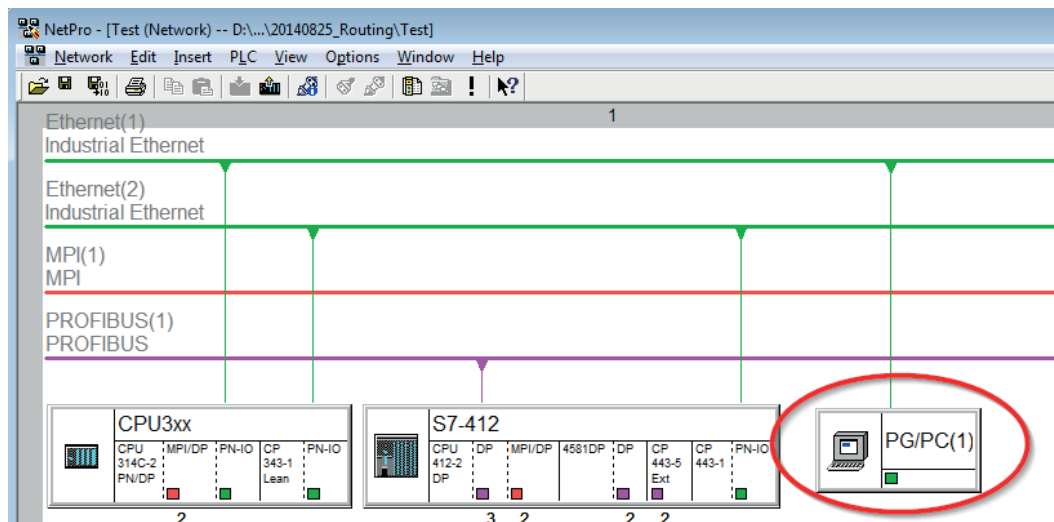 NetPro - [Test (Network) -- D:\...\20140825_Routing\Test]
Network Edit Insert PLC View Options Window Help
1
Ethernet(1)
Industrial Ethernet
Ethernet(2)
Industrial Ethernet
MPI(1)
MPI
PROFIBUS(1)
PROFIBUS
CPU3xx
CPU 314C-2 PN/DP
MPI/DP
PN-IO
CP 343-1 Lean
PN-IO
2
S7-412
CPU 412-2 DP
DP
MPI/DP
4581DP
DP
CP 443-5 Ext
CP 443-1
PN-IO
3 2 2 2
PG/PC(1)